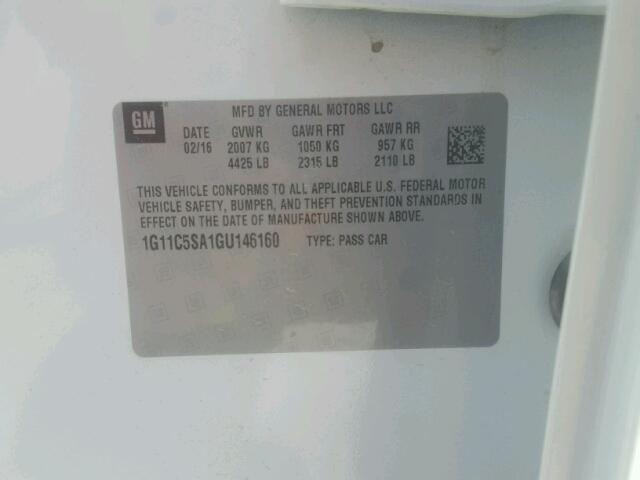 GM
MFD BY GENERAL MOTORS LLC
DATE GVWR GAWR FRT GAWR RR
02/16 2007 KG 1050 KG 957 KG
4425 LB 2315 LB 2110 LB
THIS VEHICLE CONFORMS TO ALL APPLICABLE U.S. FEDERAL MOTOR
VEHICLE SAFETY, BUMPER, AND THEFT PREVENTION STANDARDS IN
EFFECT ON THE DATE OF MANUFACTURE SHOWN ABOVE.
1G11C5SA1GU146160 TYPE: PASS CAR